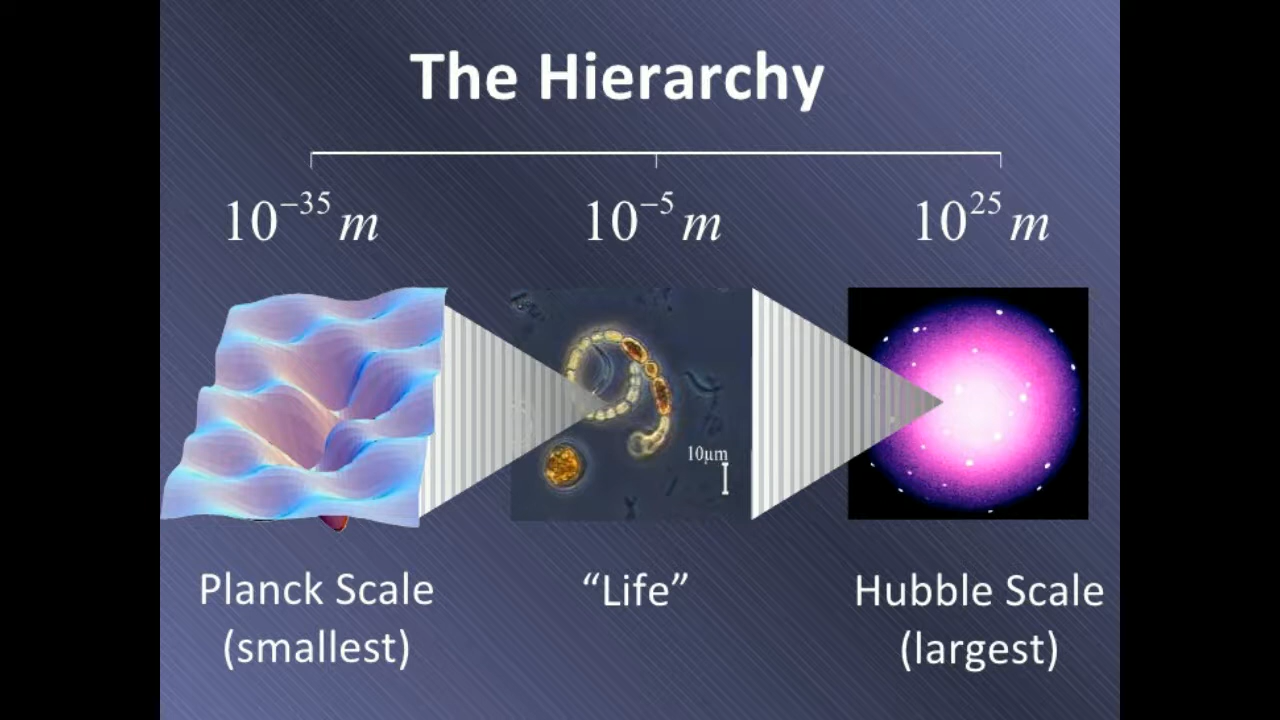 The Hierarchy
10⁻³⁵ m
10⁻⁵ m
10²⁵ m
10μm
Planck Scale
(smallest)
“Life”
Hubble Scale
(largest)